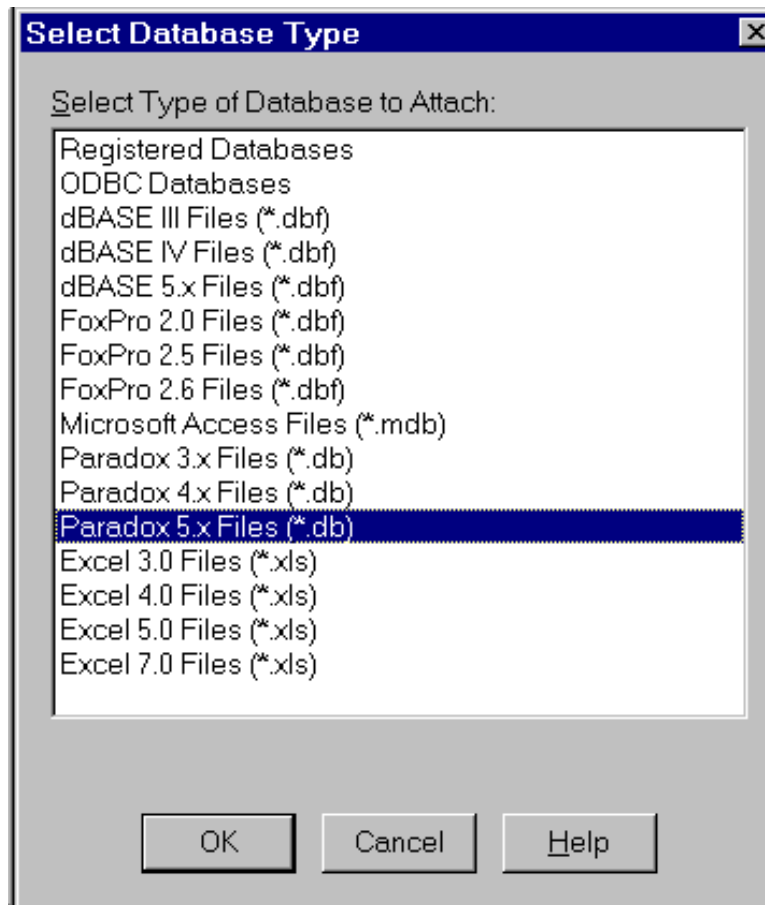 Select Database Type
Select Type of Database to Attach:
Registered Databases
ODBC Databases
dBASE III Files (*.dbf)
dBASE IV Files (*.dbf)
dBASE 5.x Files (*.dbf)
FoxPro 2.0 Files (*.dbf)
FoxPro 2.5 Files (*.dbf)
FoxPro 2.6 Files (*.dbf)
Microsoft Access Files (*.mdb)
Paradox 3.x Files (*.db)
Paradox 4.x Files (*.db)
Paradox 5.x Files (*.db)
Excel 3.0 Files (*.xls)
Excel 4.0 Files (*.xls)
Excel 5.0 Files (*.xls)
Excel 7.0 Files (*.xls)
OK Cancel Help